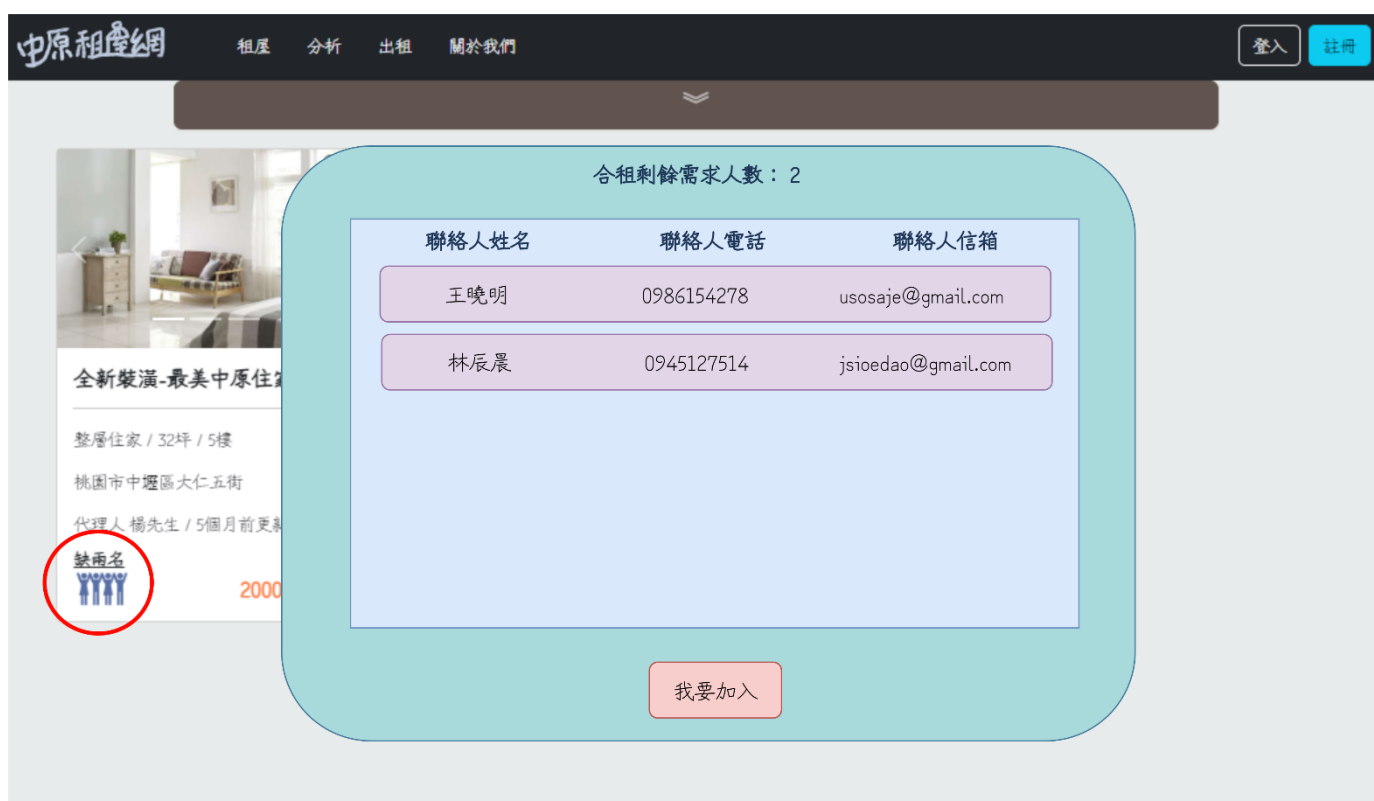 中原租屋網 租屋 分析 出租 關於我們 登入 註冊
合租剩餘需求人數：2
聯絡人姓名 聯絡人電話 聯絡人信箱
王曉明 0986154278 usosaje@gmail.com
林辰晨 0945127514 jsioedao@gmail.com
我要加入
全新裝潢-最美中原住
整層住家 / 32坪 / 5樓
桃園市中壢區大仁五街
代理人 楊先生 / 5個月前更新
缺兩名
2000